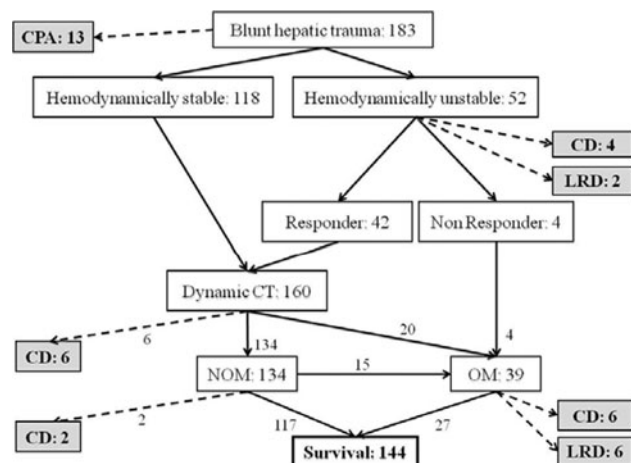 Blunt hepatic trauma: 183
CPA: 13
Hemodynamically stable: 118
Hemodynamically unstable: 52
CD: 4
LRD: 2
Responder: 42
Non Responder: 4
Dynamic CT: 160
6
20
4
134
CD: 6
NOM: 134
15
OM: 39
CD: 6
2
117
27
CD: 2
Survival: 144
LRD: 6